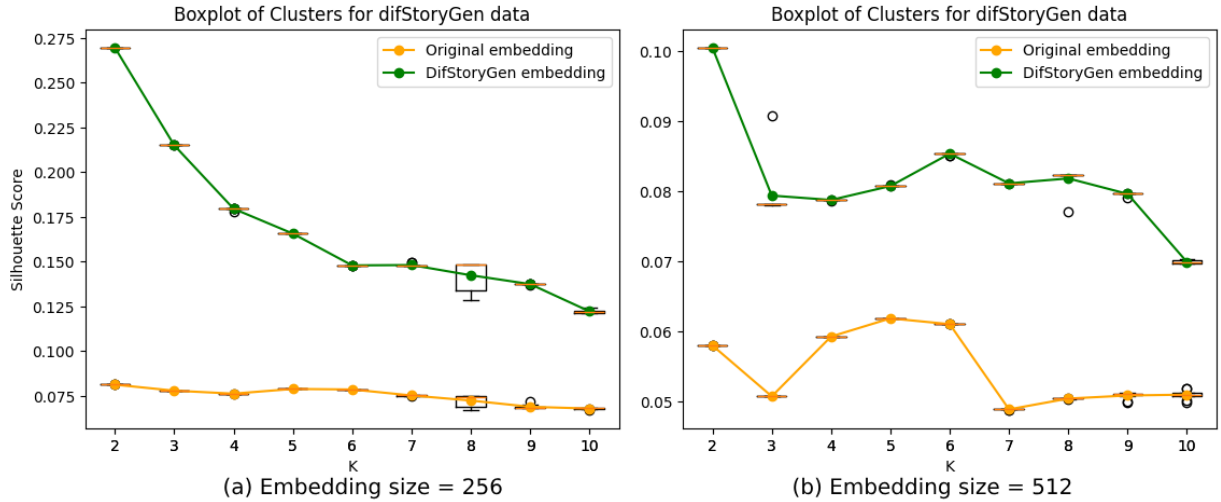 Boxplot of Clusters for difStoryGen data
Original embedding
DifStoryGen embedding
Silhouette Score
0.275
0.250
0.225
0.200
0.175
0.150
0.125
0.100
0.075
2 3 4 5 6 7 8 9 10
K
(a) Embedding size = 256
Boxplot of Clusters for difStoryGen data
Original embedding
DifStoryGen embedding
0.10
0.09
0.08
0.07
0.06
0.05
2 3 4 5 6 7 8 9 10
K
(b) Embedding size = 512